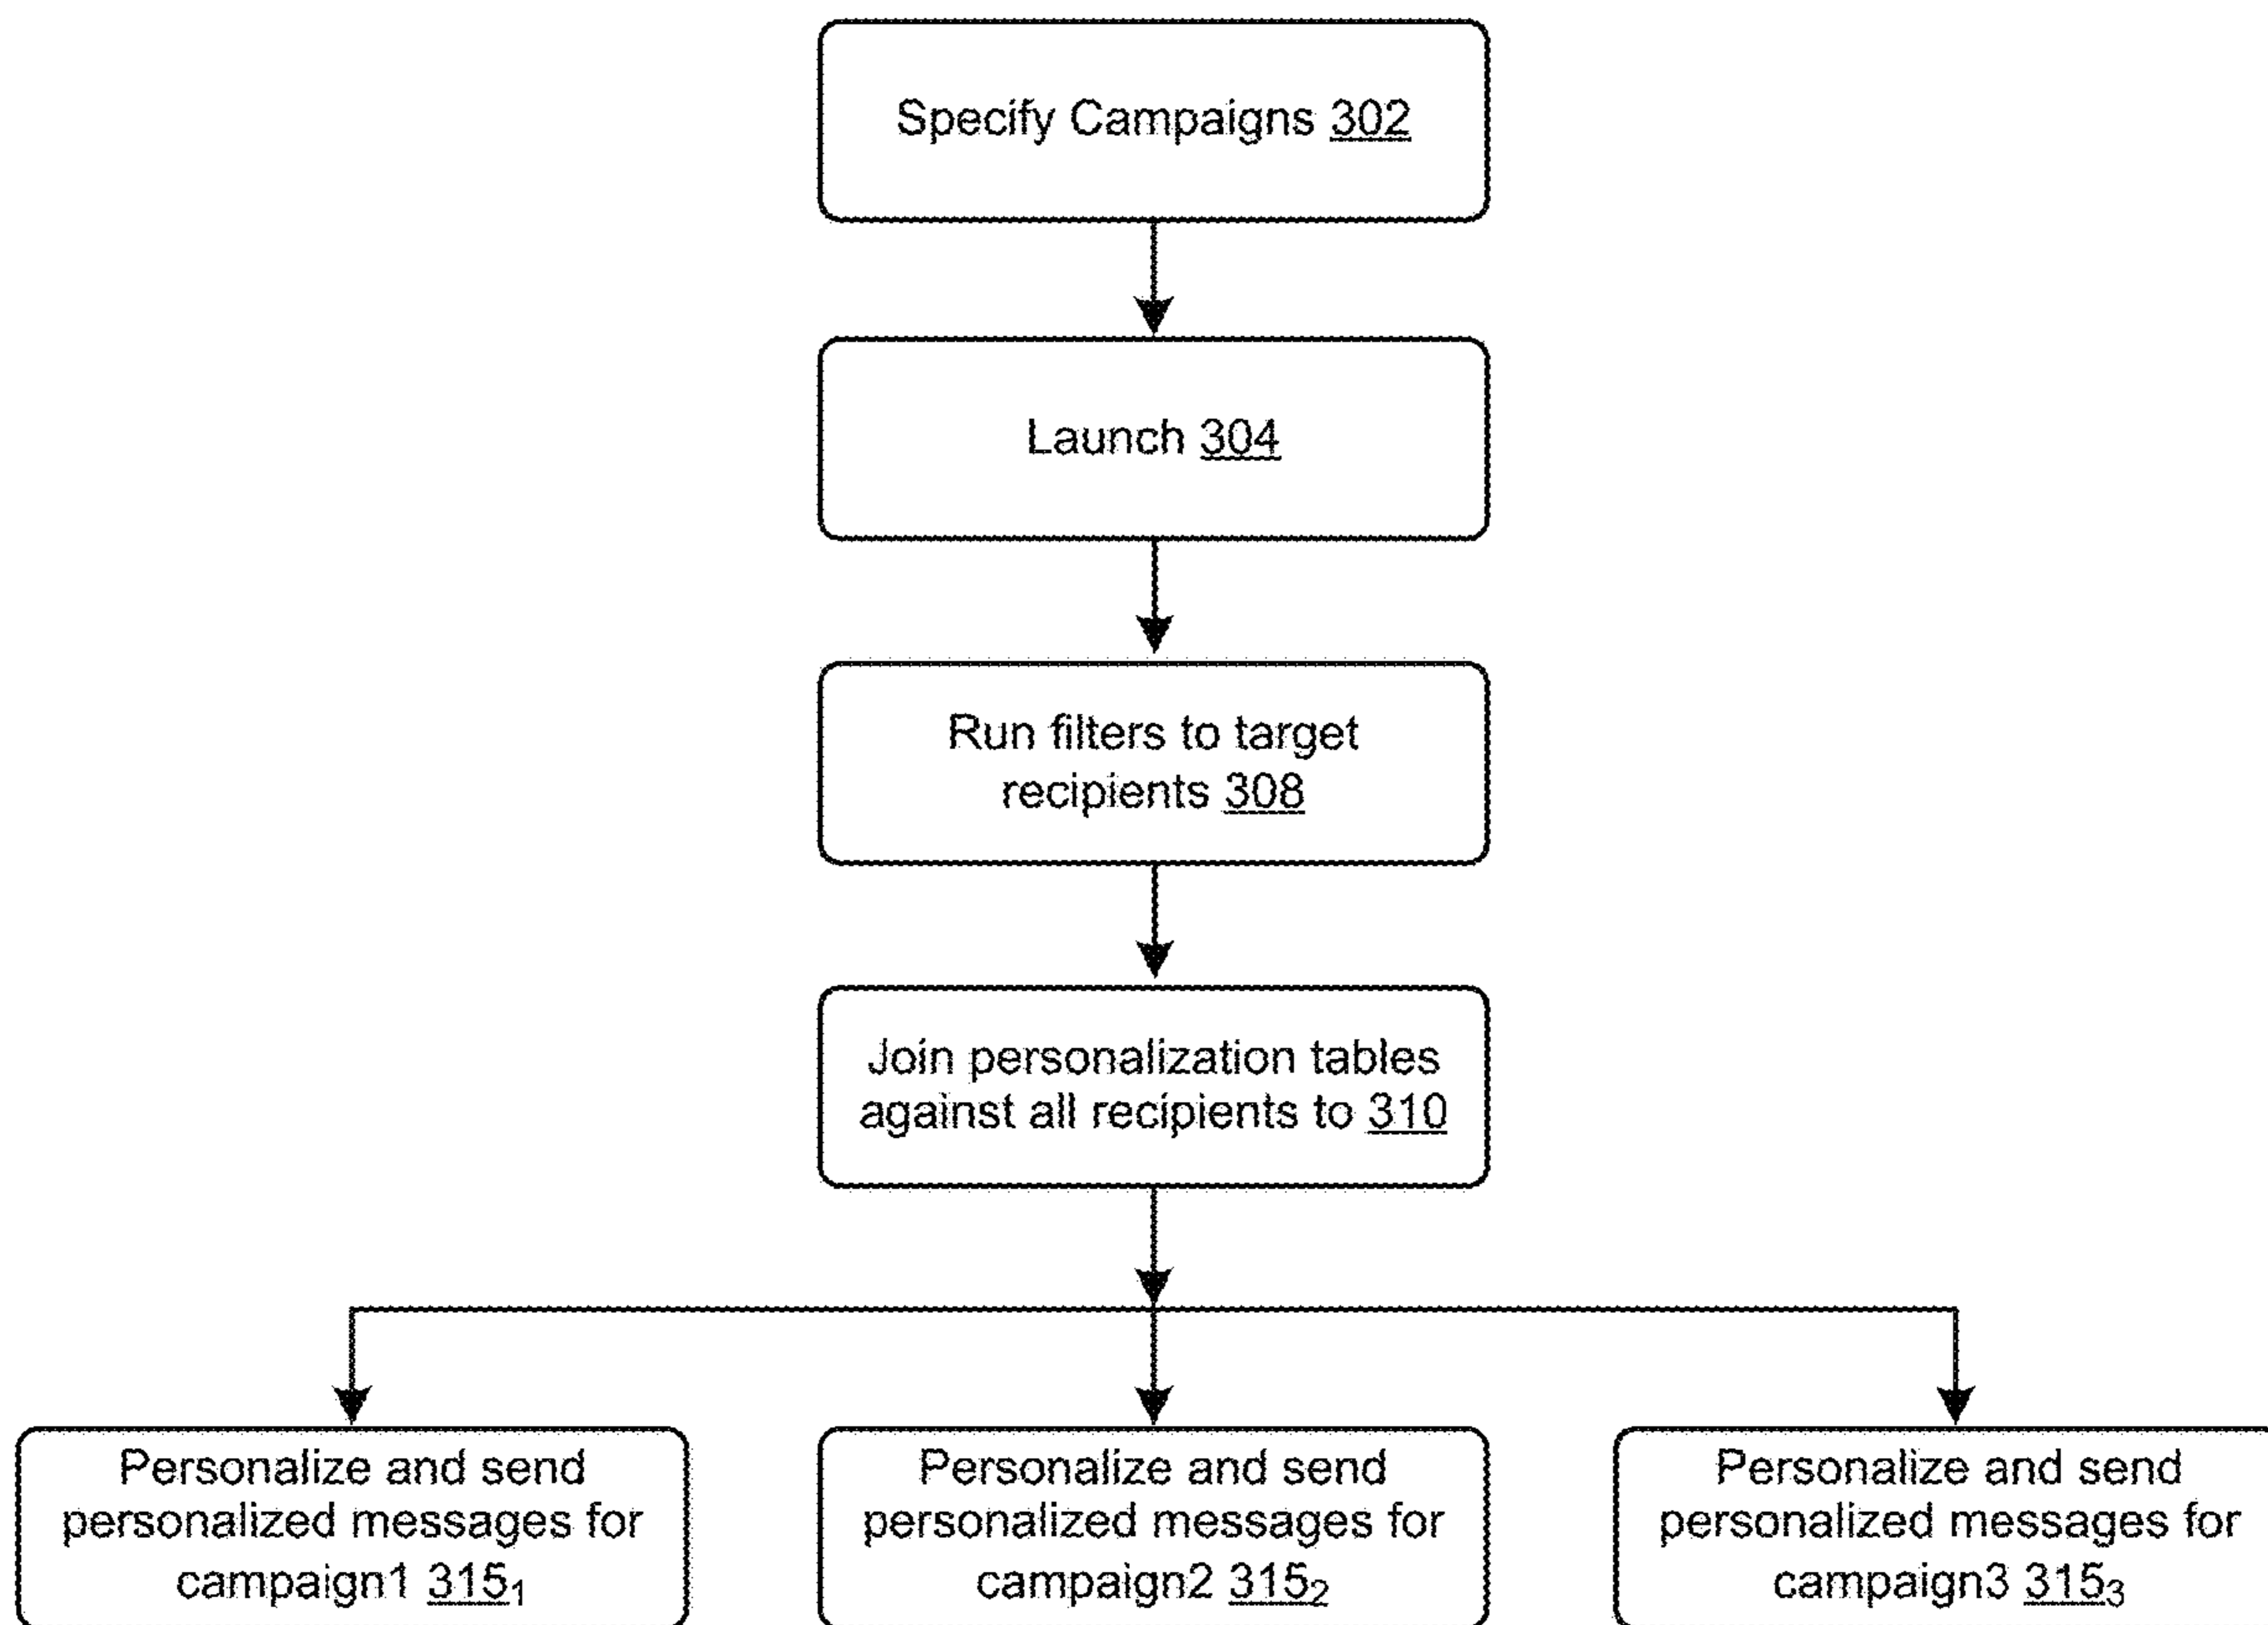 Specify Campaigns 302
Launch 304
Run filters to target
recipients 308
Join personalization tables
against all recipients to 310
Personalize and send
personalized messages for
campaign1 315₁
Personalize and send
personalized messages for
campaign2 315₂
Personalize and send
personalized messages for
campaign3 315₃